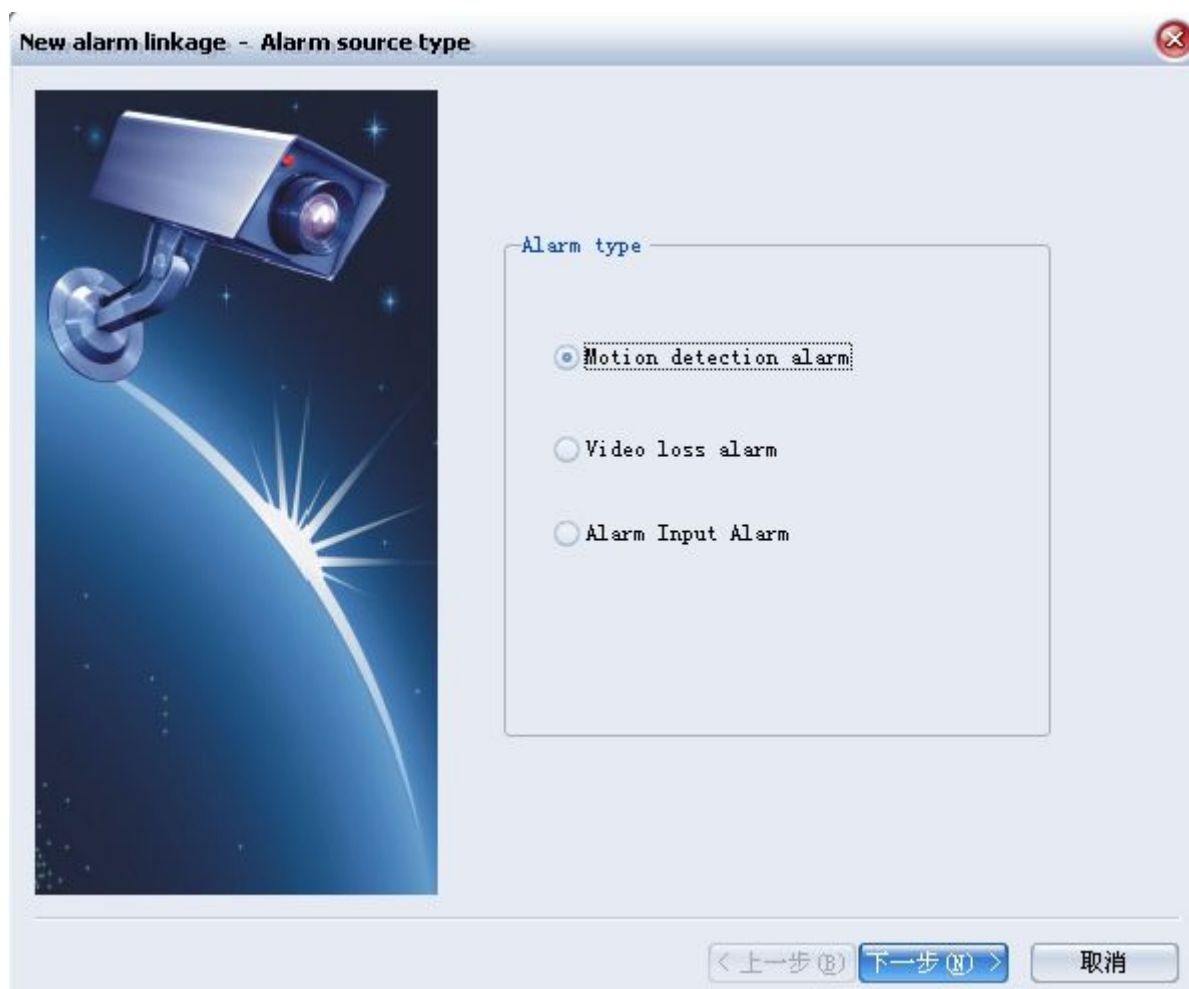 New alarm linkage - Alarm source type
Alarm type
Motion detection alarm
Video loss alarm
Alarm Input Alarm
< 上一步(B) 下一步(N) > 取消